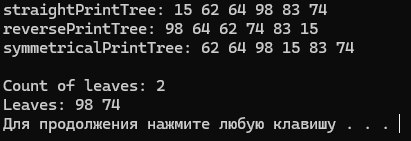 straightPrintTree: 15 62 64 98 83 74
reversePrintTree: 98 64 62 74 83 15
symmetricalPrintTree: 62 64 98 15 83 74
Count of leaves: 2
Leaves: 98 74
Для продолжения нажмите любую клавишу . . .